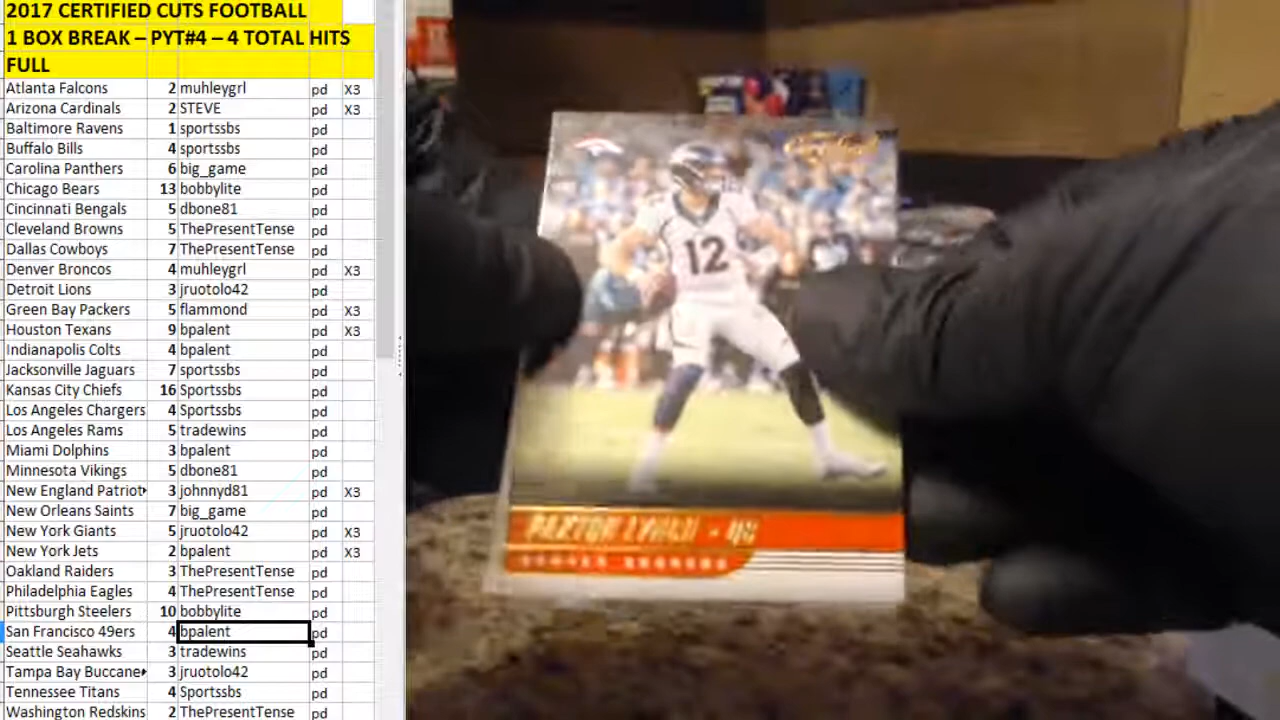 2017 CERTIFIED CUTS FOOTBALL
1 BOX BREAK – PYT#4 – 4 TOTAL HITS
FULL
Atlanta Falcons 2 muhleygrl pd X3
Arizona Cardinals 2 STEVE pd X3
Baltimore Ravens 1 sportssbs pd
Buffalo Bills 4 sportssbs pd
Carolina Panthers 6 big_game pd
Chicago Bears 13 bobbylite pd
Cincinnati Bengals 5 dbone81 pd
Cleveland Browns 5 ThePresentTense pd
Dallas Cowboys 7 ThePresentTense pd
Denver Broncos 4 muhleygrl pd X3
Detroit Lions 3 jruotolo42 pd
Green Bay Packers 5 flammond pd X3
Houston Texans 9 bpalent pd X3
Indianapolis Colts 4 bpalent pd
Jacksonville Jaguars 7 sportssbs pd
Kansas City Chiefs 16 Sportssbs pd
Los Angeles Chargers 4 Sportssbs pd
Los Angeles Rams 5 tradewins pd
Miami Dolphins 3 bpalent pd
Minnesota Vikings 5 dbone81 pd
New England Patriot 3 johnnyd81 pd X3
New Orleans Saints 7 big_game pd
New York Giants 5 jruotolo42 pd X3
New York Jets 2 bpalent pd X3
Oakland Raiders 3 ThePresentTense pd
Philadelphia Eagles 4 ThePresentTense pd
Pittsburgh Steelers 10 bobbylite pd
San Francisco 49ers 4 bpalent pd
Seattle Seahawks 3 tradewins pd
Tampa Bay Buccane 3 jruotolo42 pd
Tennessee Titans 4 Sportssbs pd
Washington Redskins 2 ThePresentTense pd
12
PAXTON LYNCH • QB
DENVER BRONCOS